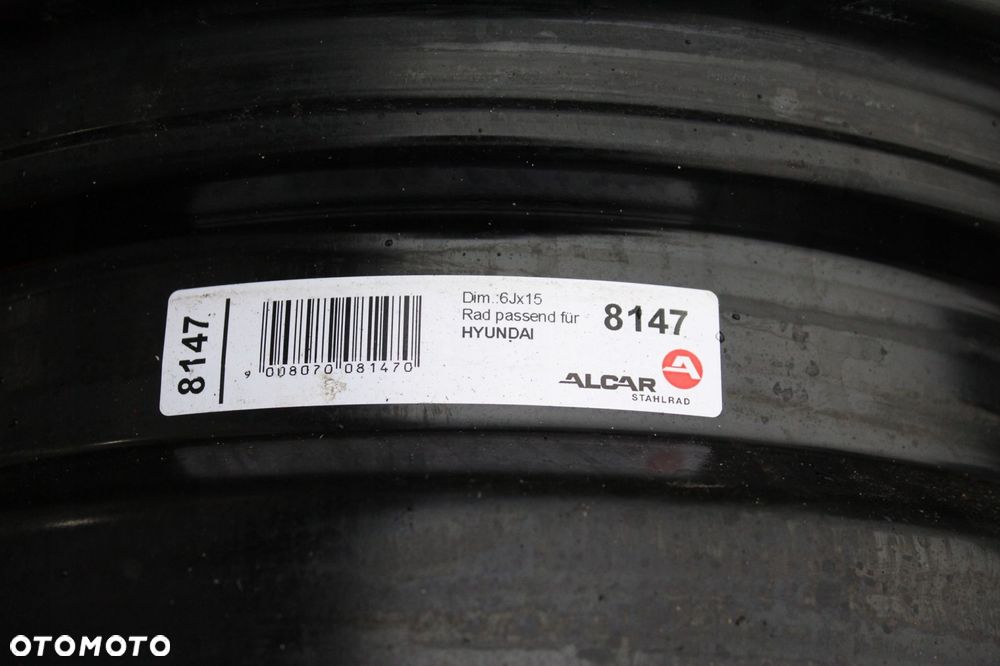 8147
9 008070 081470
Dim.:6Jx15
Rad passend für
HYUNDAI
8147
ALCAR
STAHLRAD
OTOMOTO